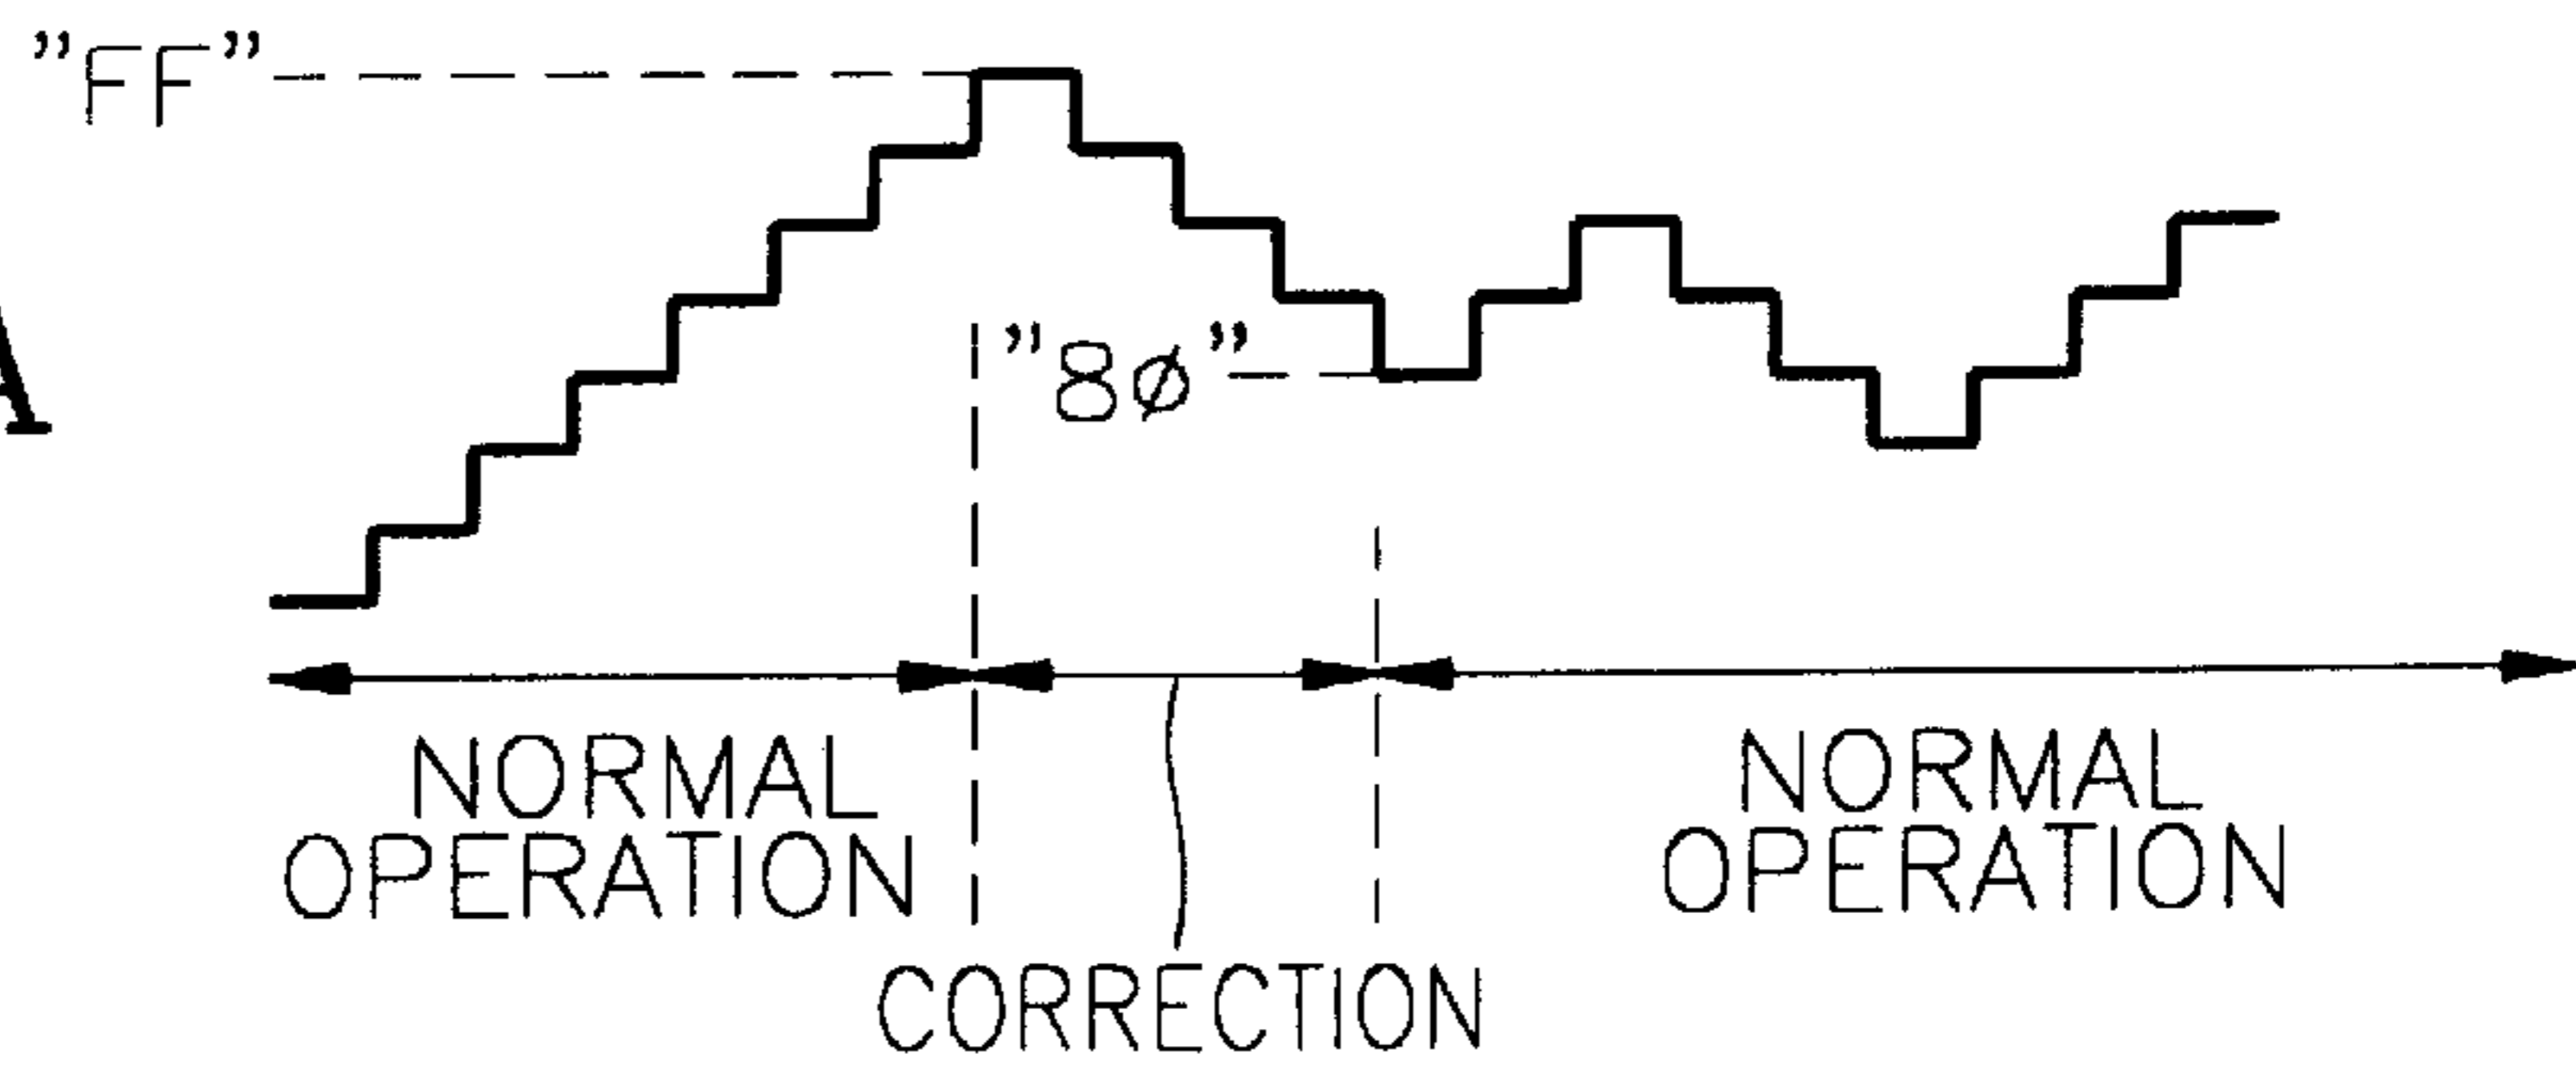 "FF"
A
"8ø"
NORMAL
OPERATION
NORMAL
OPERATION
CORRECTION